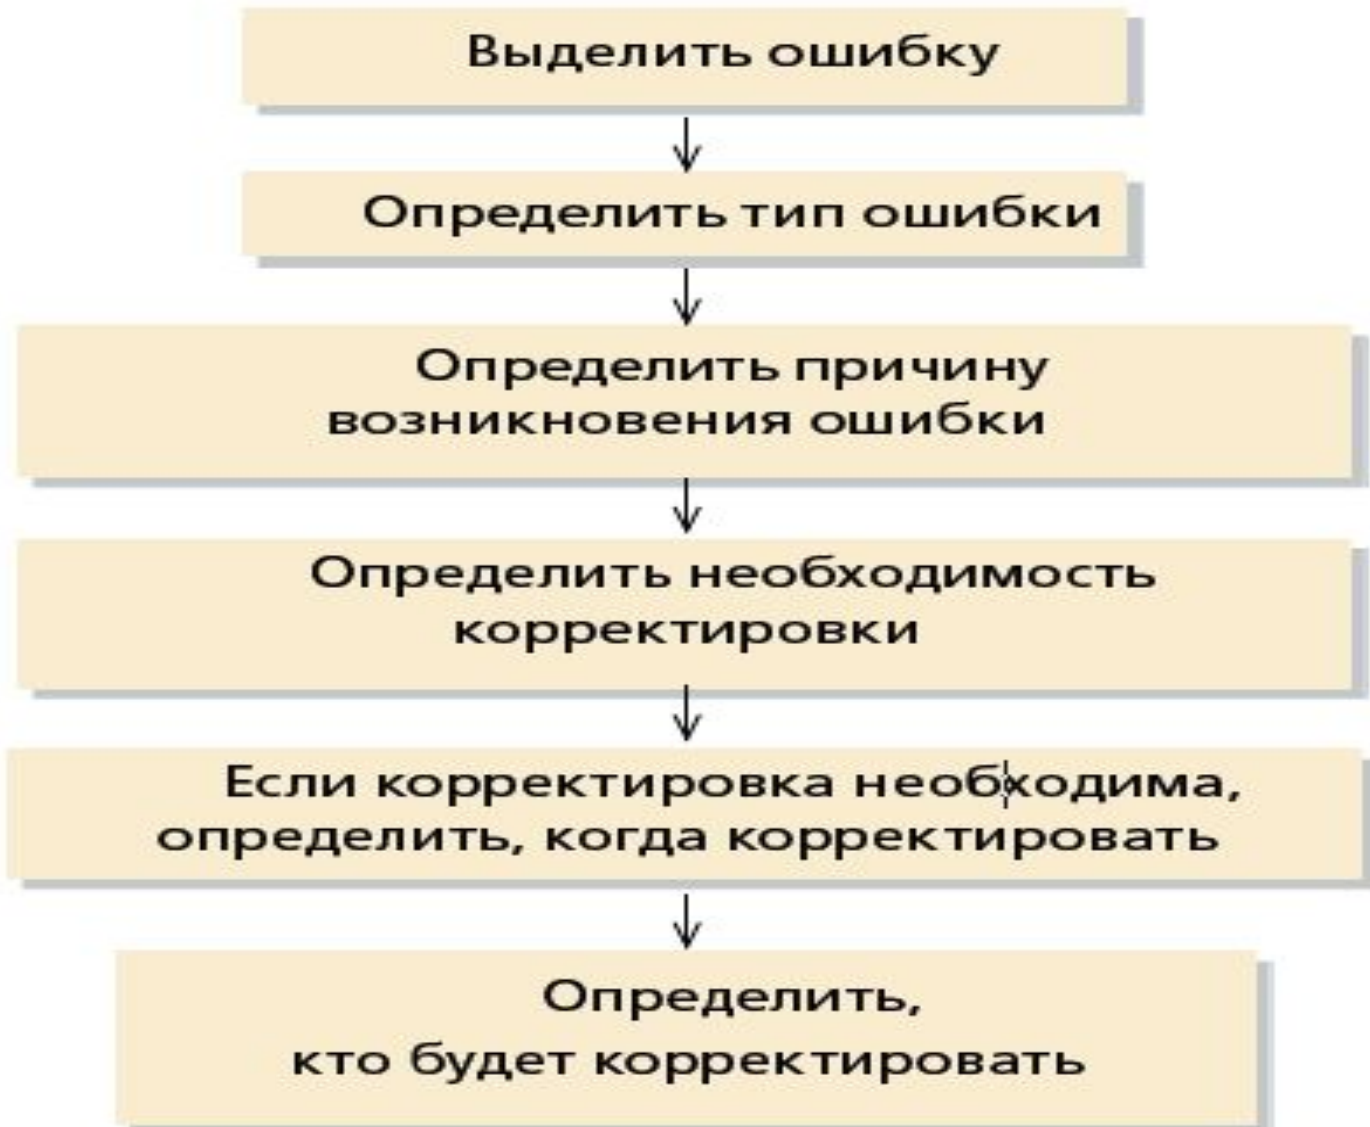 Выделить ошибку
Определить тип ошибки
Определить причину
возникновения ошибки
Определить необходимость
корректировки
Если корректировка необходима,
определить, когда корректировать
Определить,
кто будет корректировать